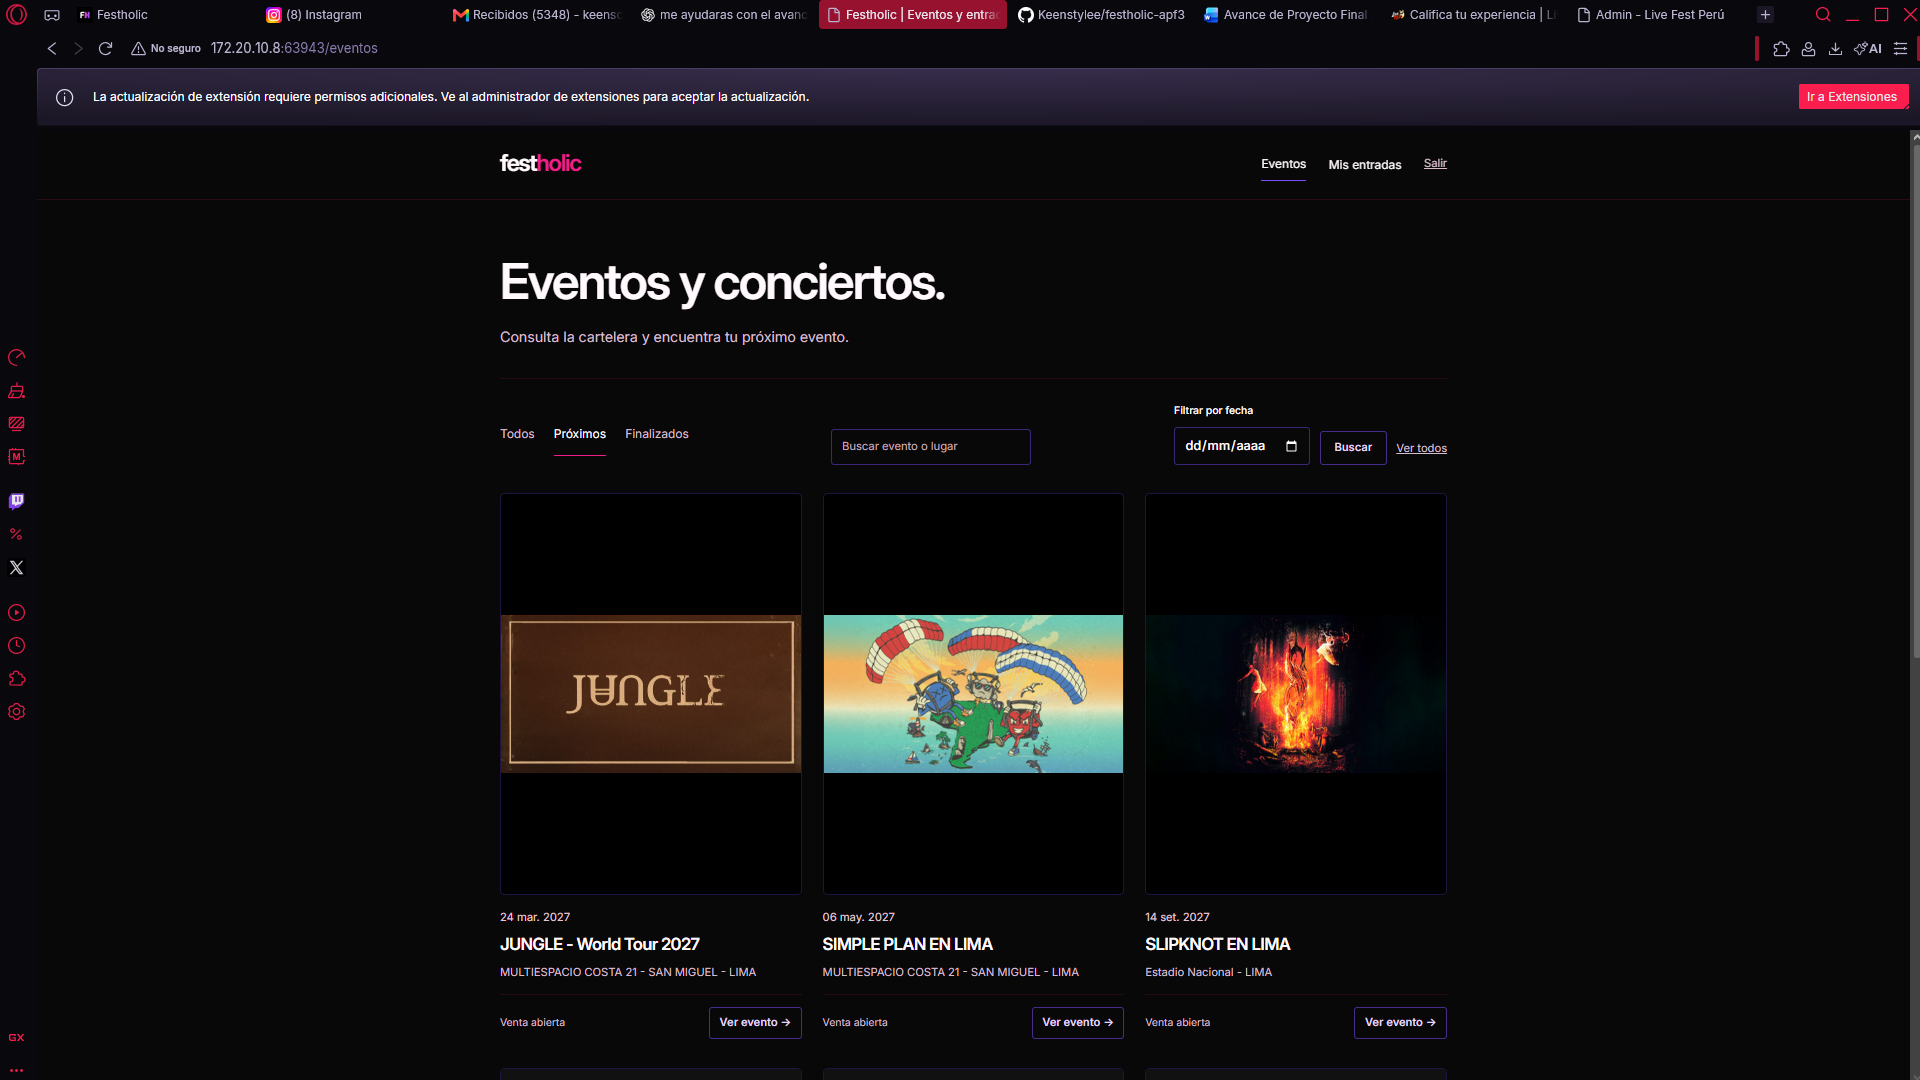 Festholic
(8) Instagram
Recibidos (5348) - keensc
me ayudaras con el avanc
Festholic | Eventos y entrac
Keenstylee/festholic-apf3
Avance de Proyecto Final
Califica tu experiencia | Li
Admin - Live Fest Perú
No seguro
172.20.10.8:63943/eventos
AI
La actualización de extensión requiere permisos adicionales. Ve al administrador de extensiones para aceptar la actualización.
Ir a Extensiones
festholic
Eventos
Mis entradas
Salir
Eventos y conciertos.
Consulta la cartelera y encuentra tu próximo evento.
Todos
Próximos
Finalizados
Buscar evento o lugar
Filtrar por fecha
dd/mm/aaaa
Buscar
Ver todos
JUNGLE
24 mar. 2027
JUNGLE - World Tour 2027
MULTIESPACIO COSTA 21 - SAN MIGUEL - LIMA
Venta abierta
Ver evento →
06 may. 2027
SIMPLE PLAN EN LIMA
MULTIESPACIO COSTA 21 - SAN MIGUEL - LIMA
Venta abierta
Ver evento →
14 set. 2027
SLIPKNOT EN LIMA
Estadio Nacional - LIMA
Venta abierta
Ver evento →
GX